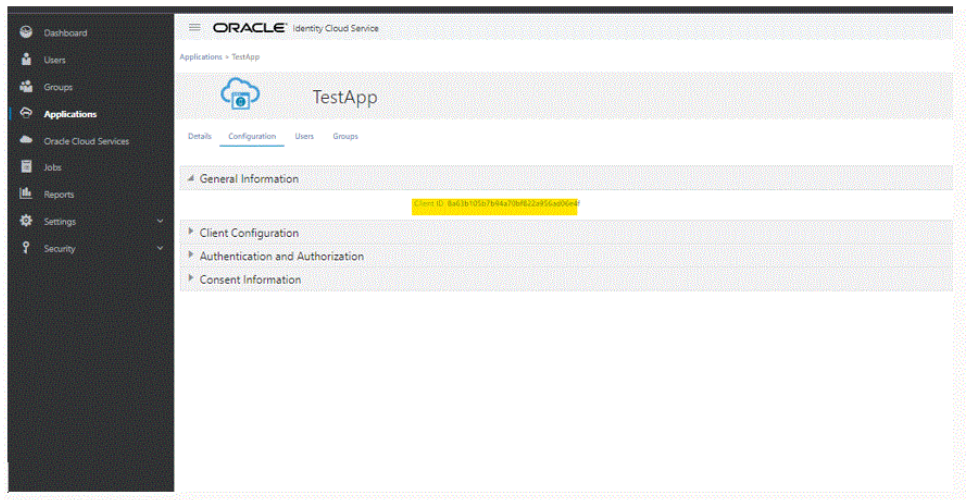 ORACLE Identity Cloud Service
Applications > TestApp
TestApp
Dashboard
Users
Groups
Applications
Oracle Cloud Services
Jobs
Reports
Settings
Security
Details Configuration Users Groups
General Information
Client ID
Client Configuration
Authentication and Authorization
Consent Information